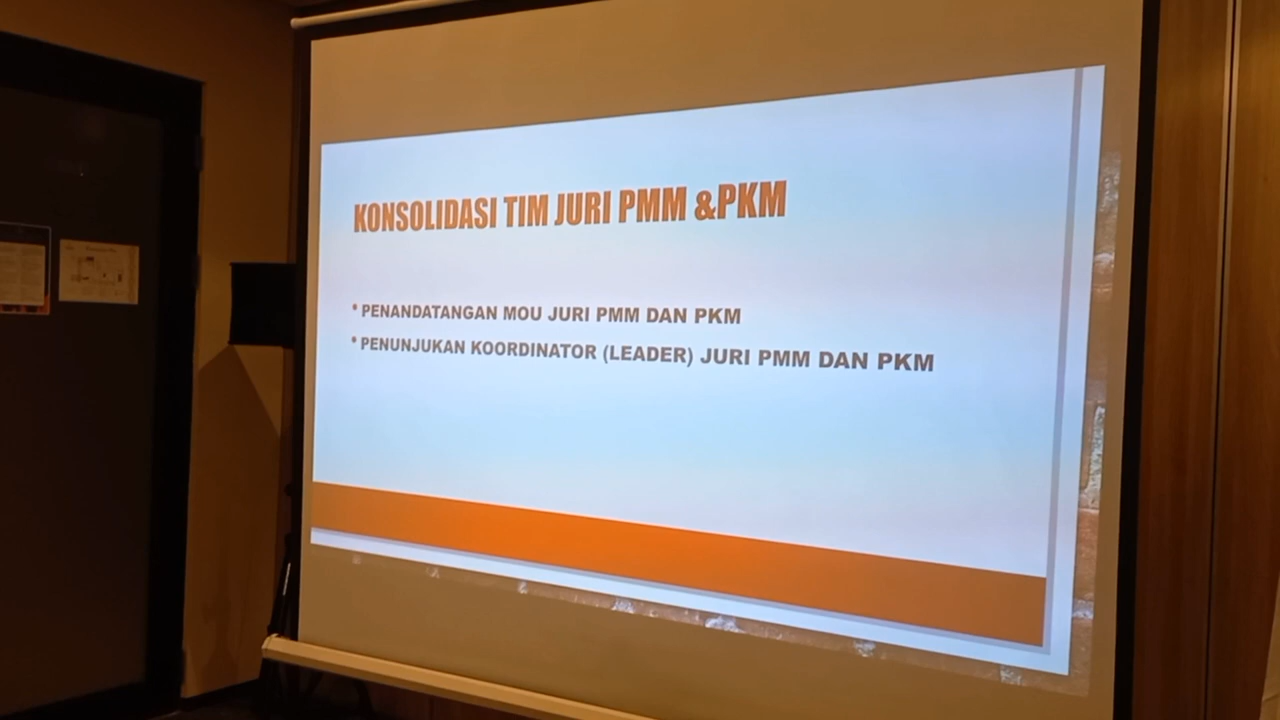 KONSOLIDASI TIM JURI PMM &PKM
* PENANDATANGAN MOU JURI PMM DAN PKM
* PENUNJUKAN KOORDINATOR (LEADER) JURI PMM DAN PKM